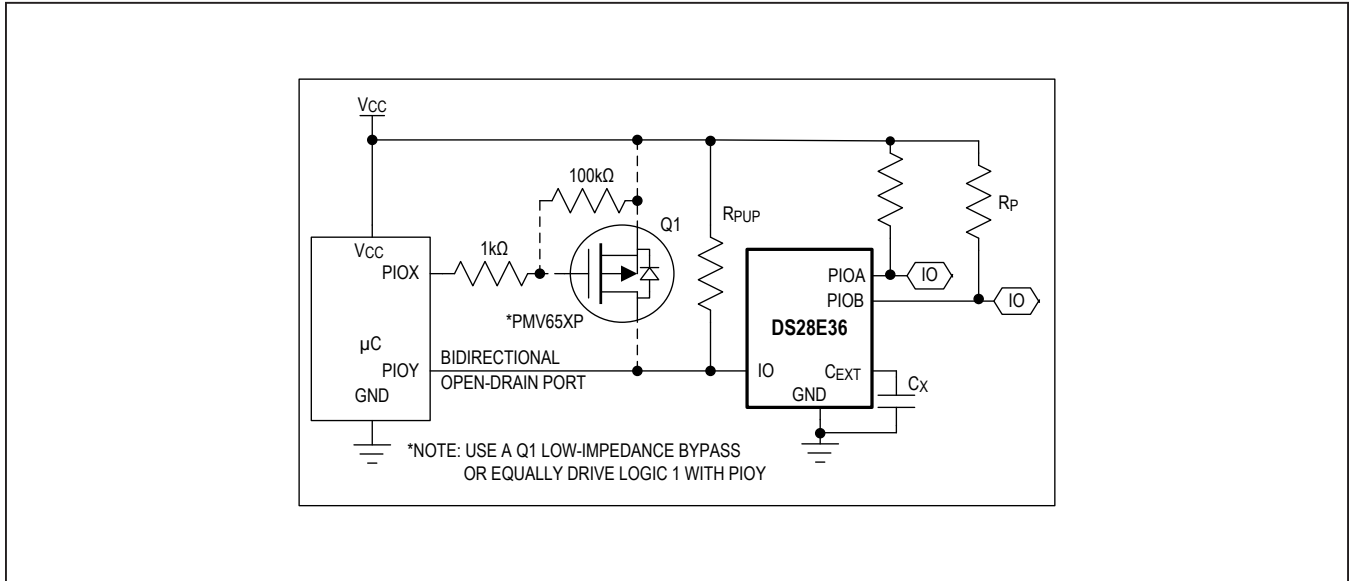 VCC
100kΩ
Q1
RPUP
RP
VCC
PIOX
1kΩ
*PMV65XP
µC
PIOY
GND
BIDIRECTIONAL
OPEN-DRAIN PORT
PIOA
IO
PIOB
IO
DS28E36
IO
CEXT
CX
GND
*NOTE: USE A Q1 LOW-IMPEDANCE BYPASS
OR EQUALLY DRIVE LOGIC 1 WITH PIOY